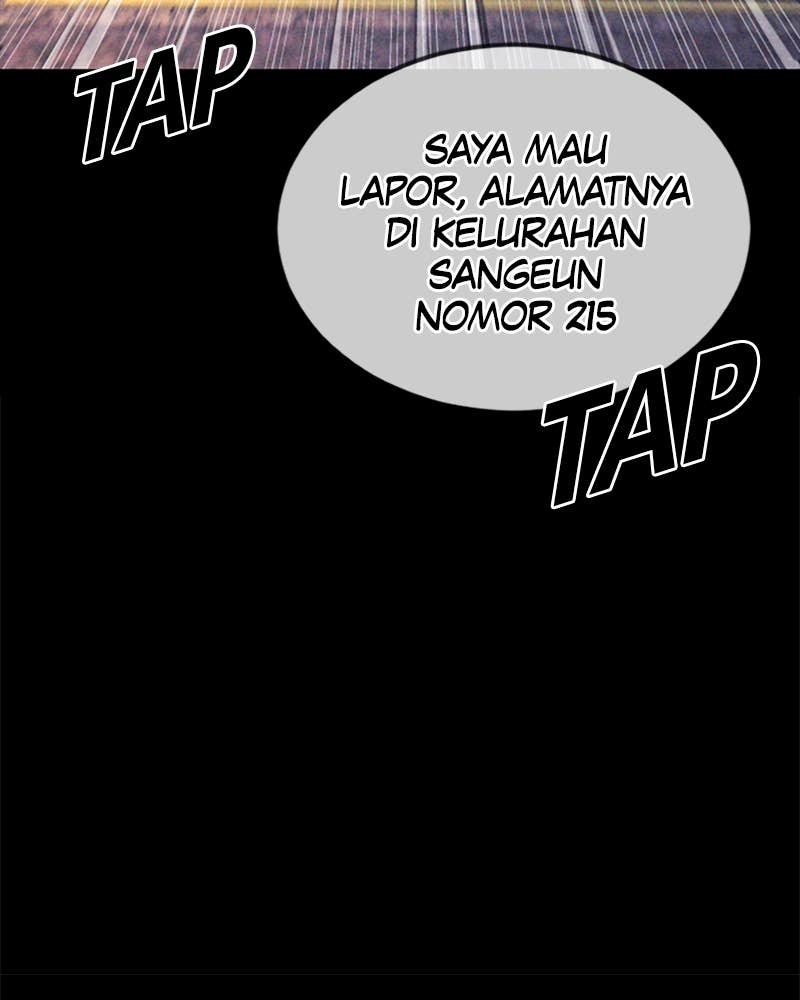 TAP
SAYA MAU
LAPOR, ALAMATNYA
DI KELURAHAN
SANGEUN
NOMOR 215
TAP